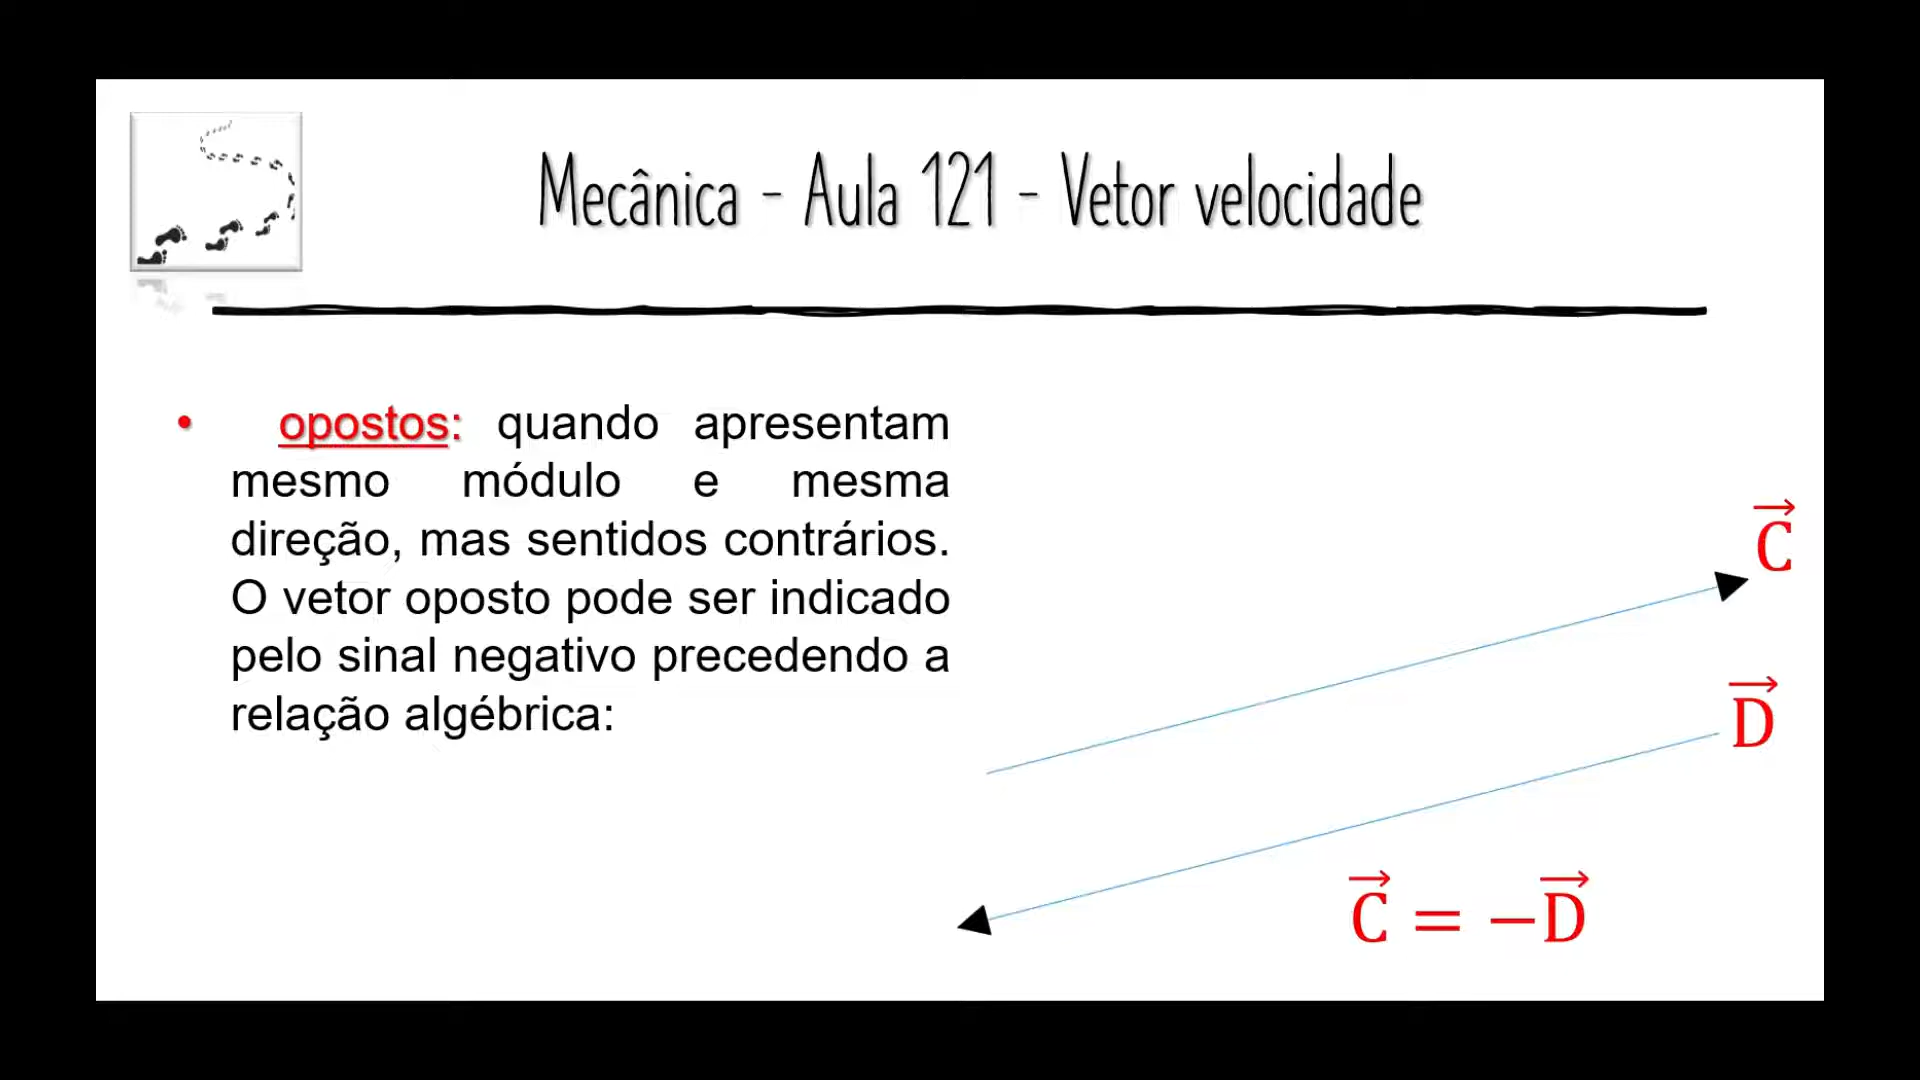 Mecânica - Aula 121 - Vetor velocidade
• opostos: quando apresentam
mesmo módulo e mesma
direção, mas sentidos contrários.
O vetor oposto pode ser indicado
pelo sinal negativo precedendo a
relação algébrica:
C⃗
D⃗
C⃗ = −D⃗